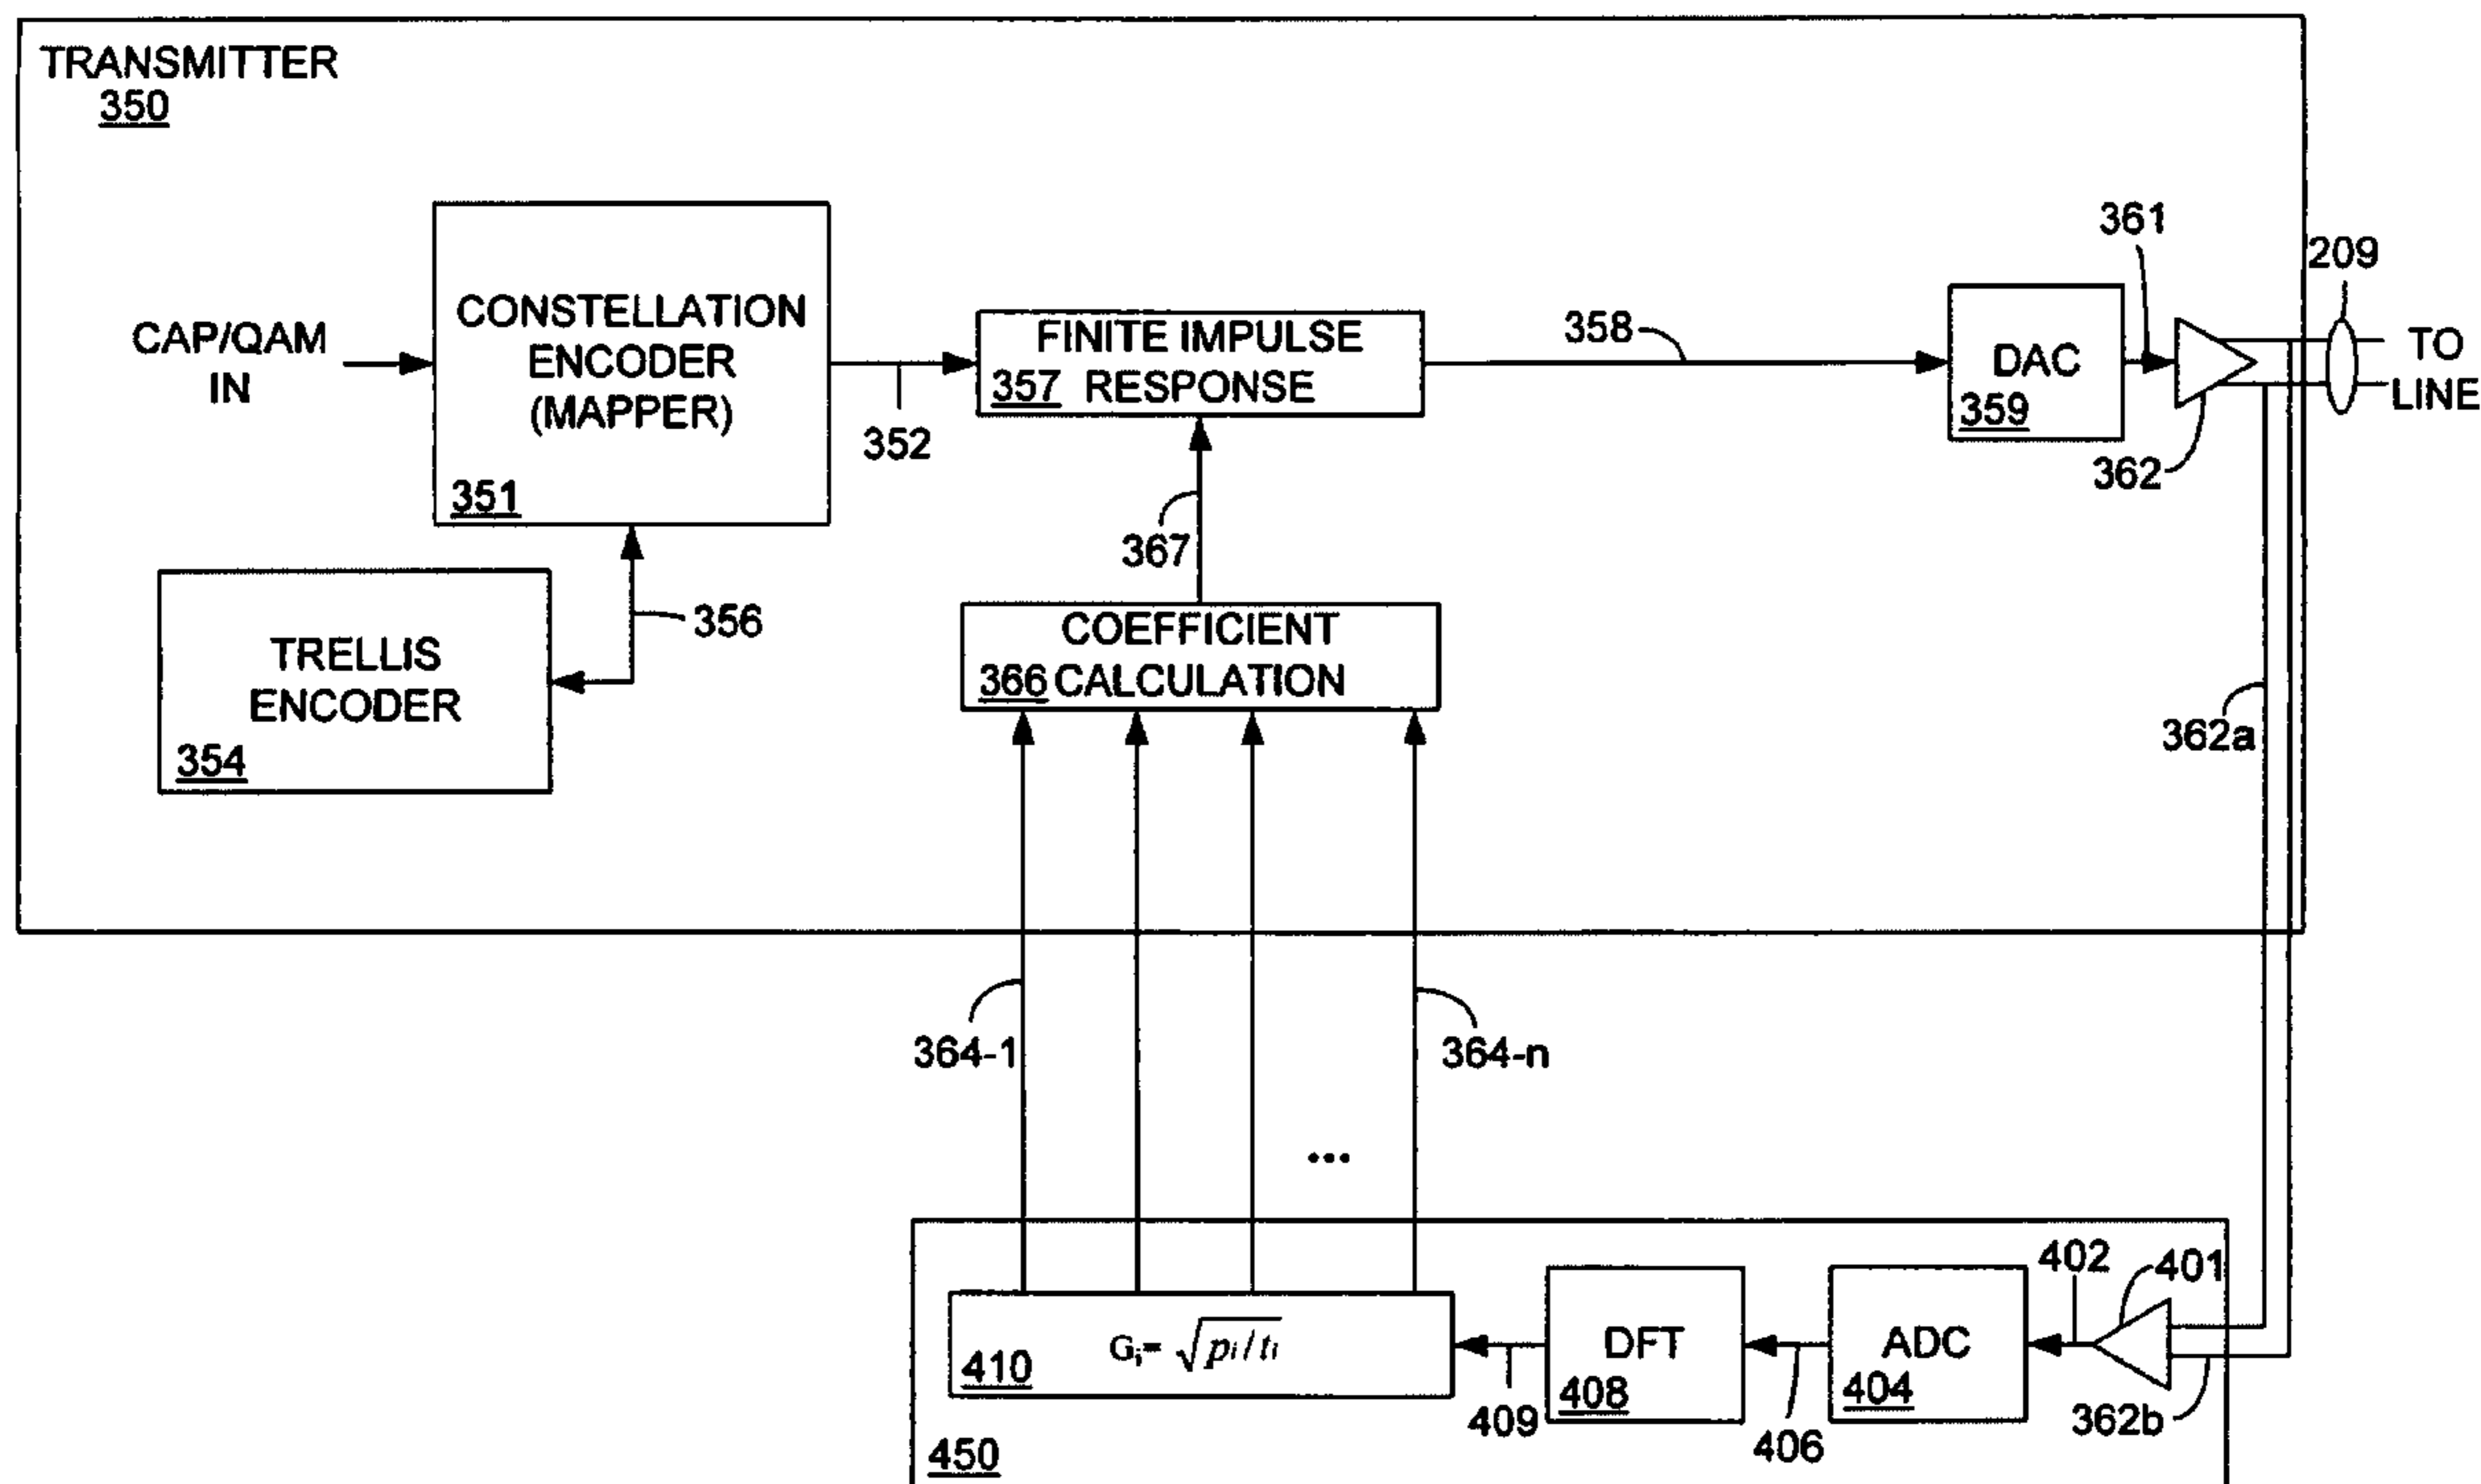 TRANSMITTER
350
CAP/QAM
IN
CONSTELLATION
ENCODER
(MAPPER)
351
352
FINITE IMPULSE
357 RESPONSE
358
DAC
359
361
362
209
TO
LINE
TRELLIS
ENCODER
354
356
367
COEFFICIENT
366 CALCULATION
362a
364-1
364-n
...
Gi= √pi/ti
410
409
DFT
408
406
ADC
404
402
401
362b
450